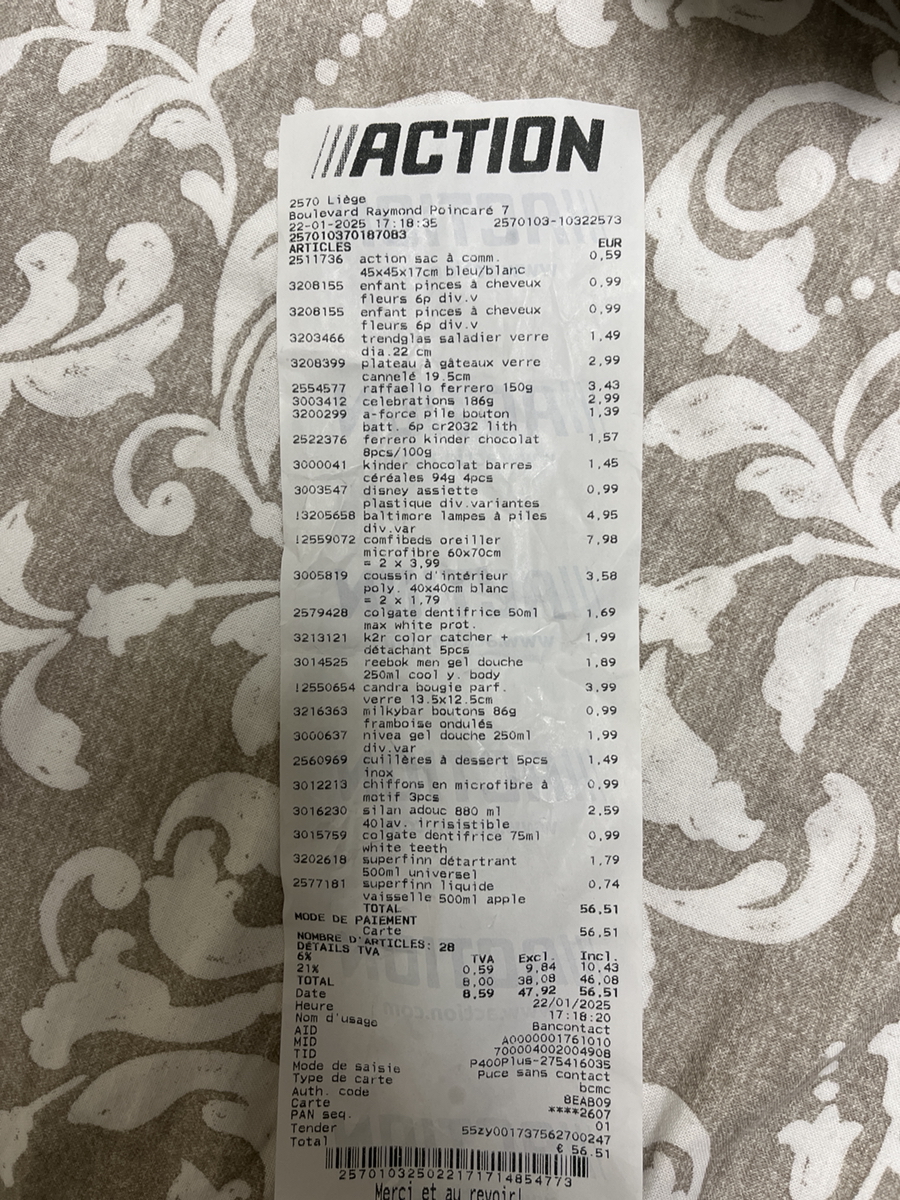 ACTION
2570 Liège
Boulevard Raymond Poincaré 7
22-01-2025 17:18:35 2570103-10322573
257010370187083
ARTICLES EUR
2511736 action sac à comm. 0,59
45x45x17cm bleu/blanc
3208155 enfant pinces à cheveux 0,99
fleurs 6p div.v
3208155 enfant pinces à cheveux 0,99
fleurs 6p div.v
3203466 trendglas saladier verre 1,49
dia.22 cm
3208399 plateau à gâteaux verre 2,99
cannelé 19.5cm
2554577 raffaello ferrero 150g 3,43
3003412 celebrations 186g 2,99
3200299 a-force pile bouton 1,39
batt. 6p cr2032 lith
2522376 ferrero kinder chocolat 1,57
8pcs/100g
3000041 kinder chocolat barres 1,45
céréales 94g 4pcs
3003547 disney assiette 0,99
plastique div.variantes
!3205658 baltimore lampes à piles 4,95
div.var
!2559072 comfibeds oreiller 7,98
microfibre 60x70cm
= 2 x 3,99
3005819 coussin d'intérieur 3,58
poly. 40x40cm blanc
= 2 x 1,79
2579428 colgate dentifrice 50ml 1,69
max white prot.
3213121 k2r color catcher + 1,99
détachant 5pcs
3014525 reebok men gel douche 1,89
250ml cool y. body
!2550654 candra bougie parf. 3,99
verre 13.5x12.5cm
3216363 milkybar boutons 86g 0,99
framboise ondulés
3000637 nivea gel douche 250ml 1,99
div.var
2560969 cuillères à dessert 5pcs 1,49
inox
3012213 chiffons en microfibre à 0,99
motif 3pcs
3016230 silan adouc 880 ml 2,59
40lav. irrisistible
3015759 colgate dentifrice 75ml 0,99
white teeth
3202618 superfinn détartrant 1,79
500ml universel
2577181 superfinn liquide 0,74
vaisselle 500ml apple
TOTAL 56,51
MODE DE PAIEMENT
Carte 56,51
NOMBRE D'ARTICLES: 28
DÉTAILS TVA TVA Excl. Incl.
6% 0,59 9,84 10,43
21% 8,00 38,08 46,08
TOTAL 8,59 47,92 56,51
Date 22/01/2025
Heure 17:18:20
Nom d'usage Bancontact
AID A0000001761010
MID 700004002004908
TID P400Plus-275416035
Mode de saisie Puce sans contact
Type de carte bcmc
Auth. code 8EAB09
Carte ****2607
PAN seq. 01
Tender 55zy001737562700247
Total € 56.51
2570103250221717148547​73
Merci et au revoir!